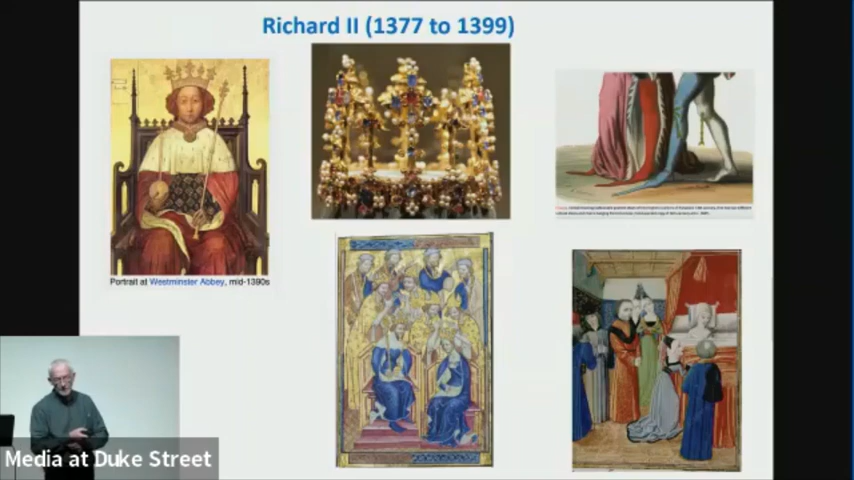 Richard II (1377 to 1399)
Portrait at Westminster Abbey, mid-1390s
Media at Duke Street